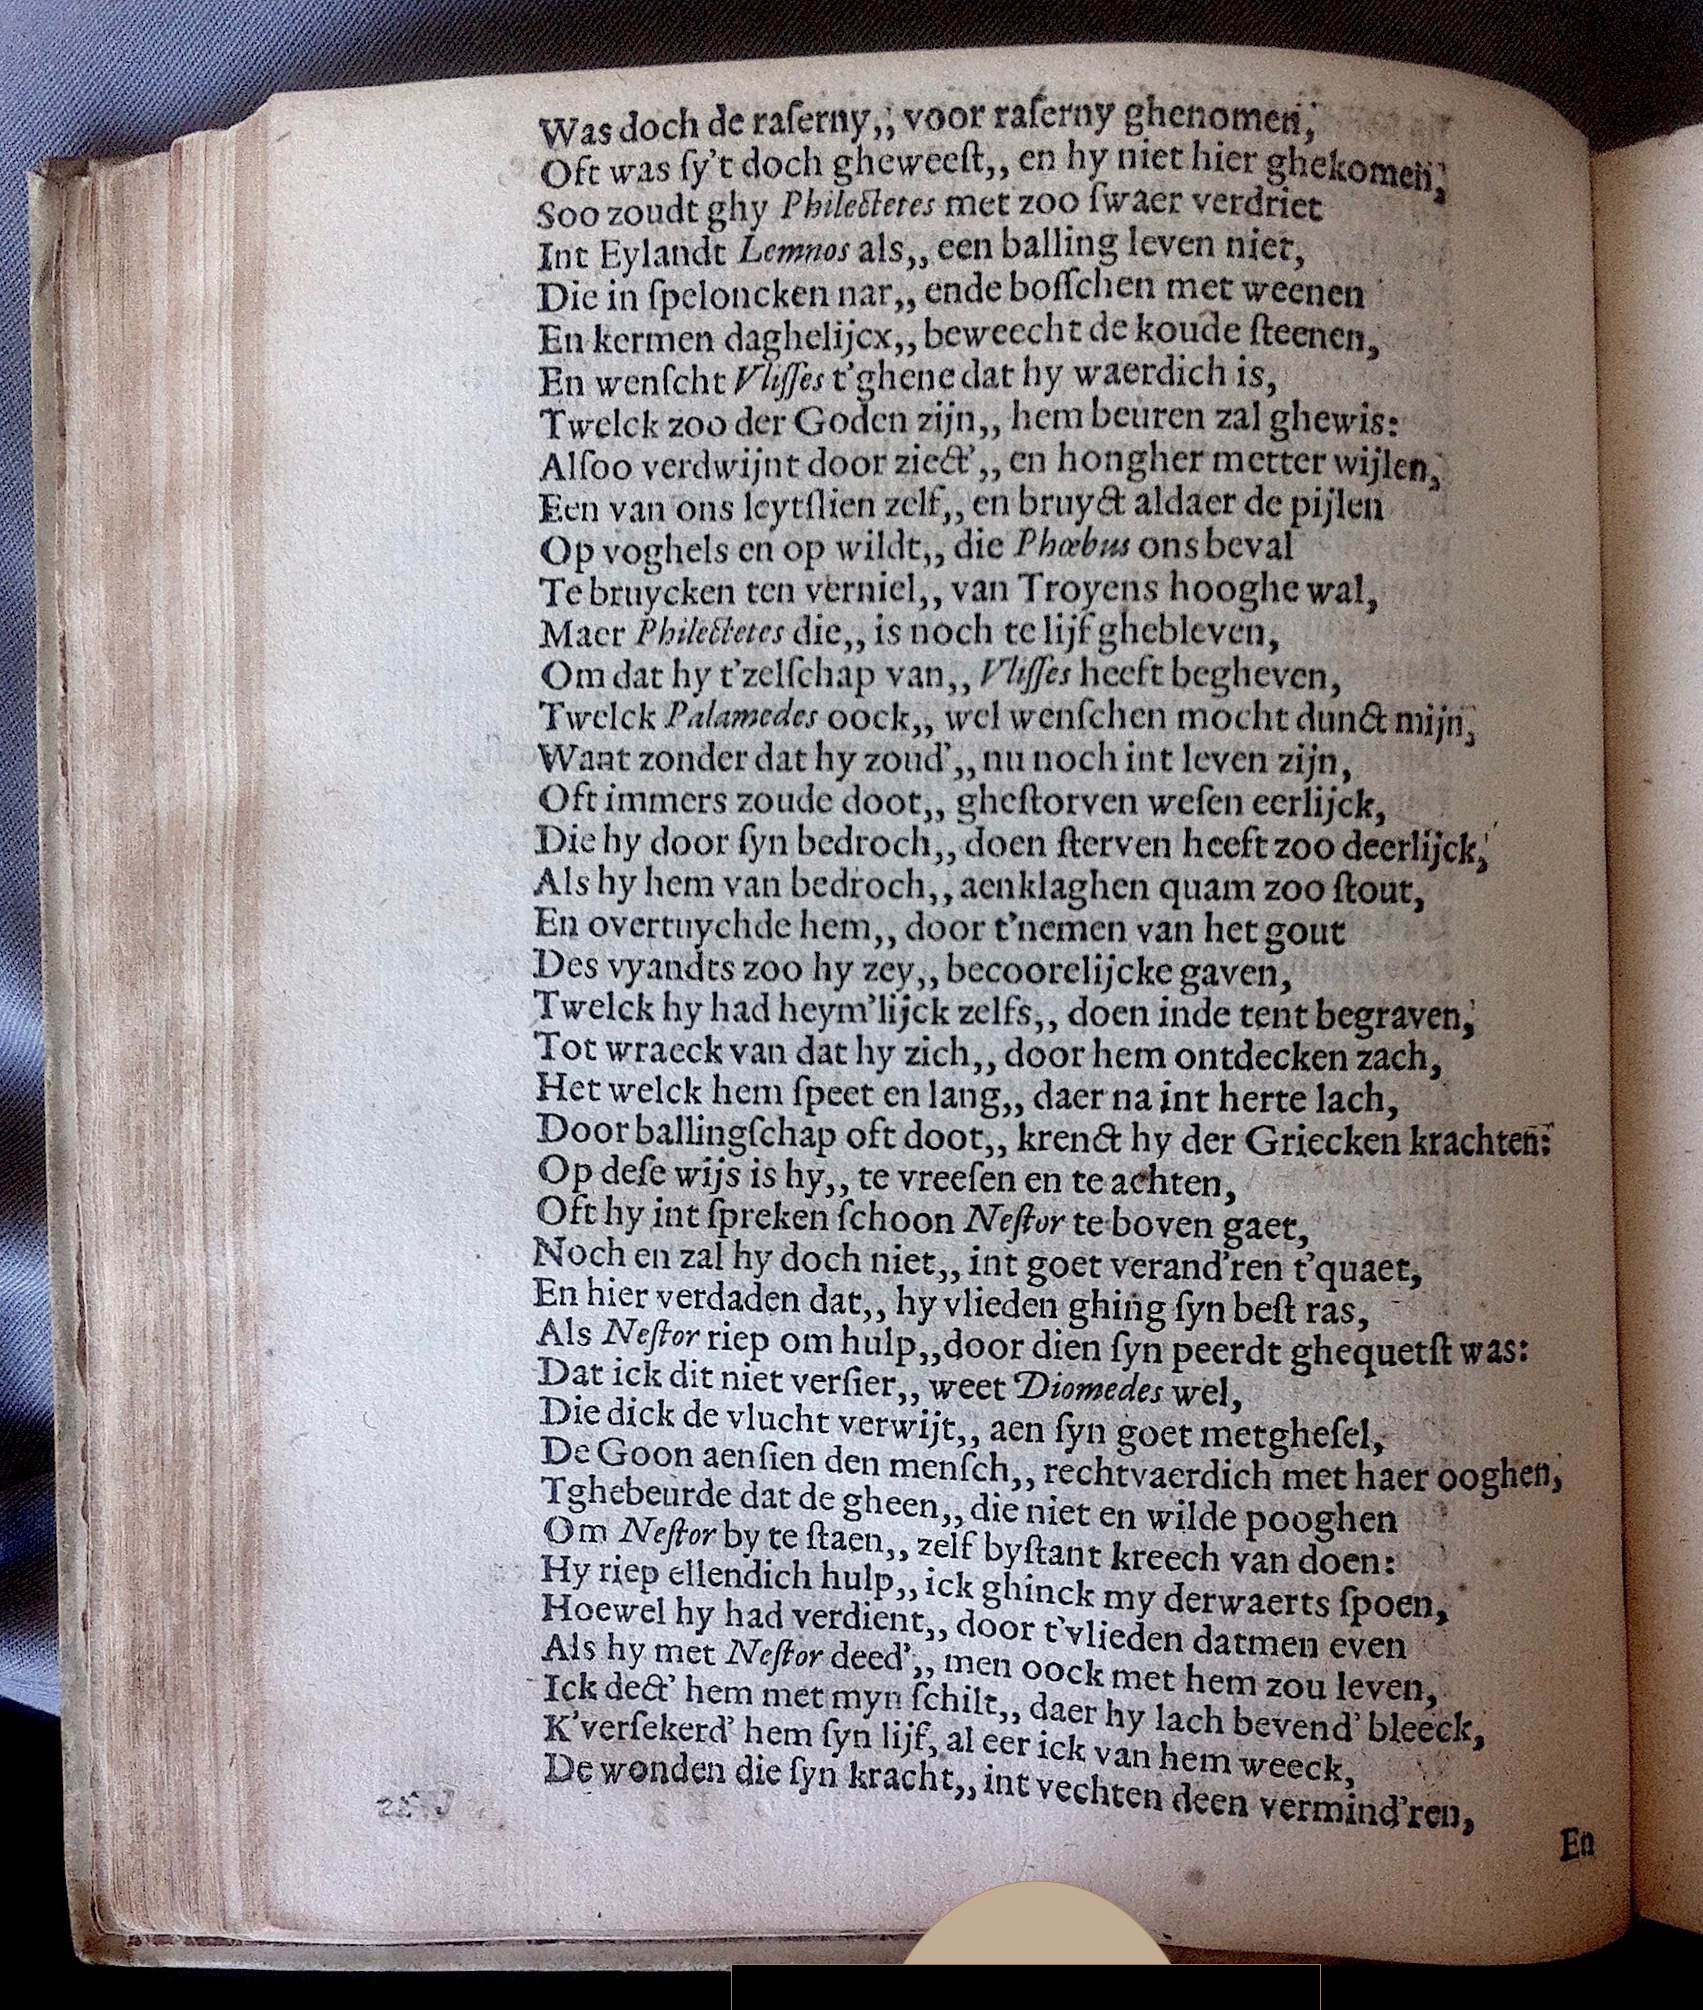 Was doch de raſerny,, voor raſerny ghenomen,
Oft was ſy't doch gheweeſt,, en hy niet hier ghekomen,
Soo zoudt ghy Philectetes met zoo ſwaer verdriet
Int Eylandt Lemnos als,, een balling leven niet,
Die in ſpeloncken nar,, ende boſſchen met weenen
En kermen daghelijcx,, beweecht de koude ſteenen,
En wenſcht Vliſſes t'ghene dat hy waerdich is,
Twelck zoo der Goden zijn,, hem beuren zal ghewis:
Alſoo verdwijnt door ziect',, en hongher metter wijlen,
Een van ons leytſlien zelf,, en bruyct aldaer de pijlen
Op voghels en op wildt,, die Phœbus ons beval
Te bruycken ten verniel,, van Troyens hooghe wal,
Maer Philectetes die,, is noch te lijf ghebleven,
Om dat hy t'zelſchap van,, Vliſſes heeft begheven,
Twelck Palamedes oock,, wel wenſchen mocht dunct mijn,
Want zonder dat hy zoud',, nu noch int leven zijn,
Oft immers zoude doot,, gheſtorven weſen eerlijck,
Die hy door ſyn bedroch,, doen ſterven heeft zoo deerlijck,
Als hy hem van bedroch,, aenklaghen quam zoo ſtout,
En overtuychde hem,, door t'nemen van het gout
Des vyandts zoo hy zey,, becoorelijcke gaven,
Twelck hy had heym'lijck zelfs,, doen inde tent begraven,
Tot wraeck van dat hy zich,, door hem ontdecken zach,
Het welck hem ſpeet en lang,, daer na int herte lach,
Door ballingſchap oft doot,, krenct hy der Griecken krachten:
Op deſe wijs is hy,, te vreeſen en te achten,
Oft hy int ſpreken ſchoon Neſtor te boven gaet,
Noch en zal hy doch niet,, int goet verand'ren t'quaet,
En hier verdaden dat,, hy vlieden ghing ſyn beſt ras,
Als Neſtor riep om hulp,,door dien ſyn peerdt ghequetſt was:
Dat ick dit niet verſier,, weet Diomedes wel,
Die dick de vlucht verwijt,, aen ſyn goet metgheſel,
De Goon aenſien den menſch,, rechtvaerdich met haer ooghen,
Tghebeurde dat de gheen,, die niet en wilde pooghen
Om Neſtor by te ſtaen,, zelf byſtant kreech van doen:
Hy riep ellendich hulp,, ick ghinck my derwaerts ſpoen,
Hoewel hy had verdient,, door t'vlieden datmen even
Als hy met Neſtor deed',, men oock met hem zou leven,
Ick dect' hem met myn ſchilt,, daer hy lach bevend' bleeck,
K'verſekerd' hem ſyn lijf, al eer ick van hem weeck,
De wonden die ſyn kracht,, int vechten deen vermind'ren,
En